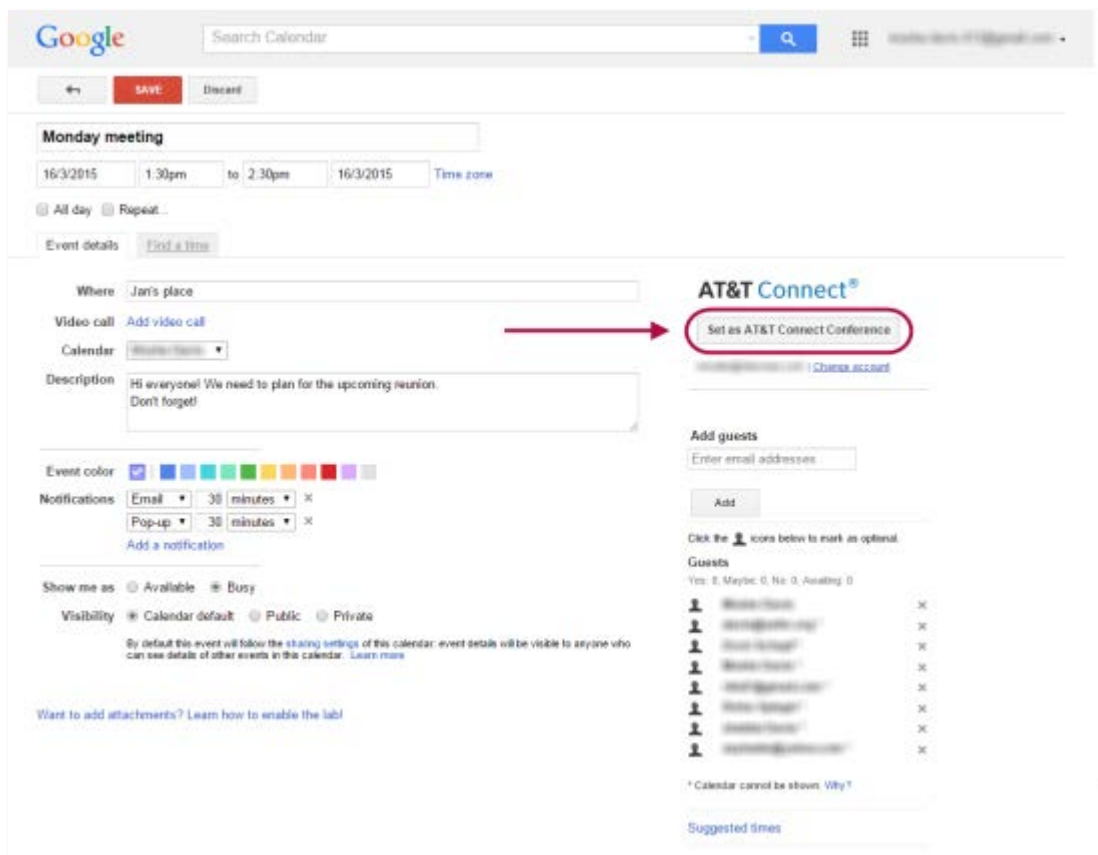 Google
Search Calendar
SAVE Discard
Monday meeting
16/3/2015 1.30pm to 2.30pm 16/3/2015 Time zone
All day Repeat...
Event details Find a time
Where Jan's place
Video call Add video call
Calendar
Description Hi everyone! We need to plan for the upcoming reunion.
Don't forget!
Event color
Notifications Email 30 minutes ×
Pop-up 30 minutes ×
Add a notification
Show me as Available Busy
Visibility Calendar default Public Private
By default this event will follow the sharing settings of this calendar: event details will be visible to anyone who
can see details of other events in this calendar. Learn more
Want to add attachments? Learn how to enable the lab!
AT&T Connect®
Set as AT&T Connect Conference
| Change account
Add guests
Enter email addresses
Add
Click the icons below to mark as optional.
Guests
Yes: 8, Maybe: 0, No: 0, Awaiting: 0
* Calendar cannot be shown. Why?
Suggested times